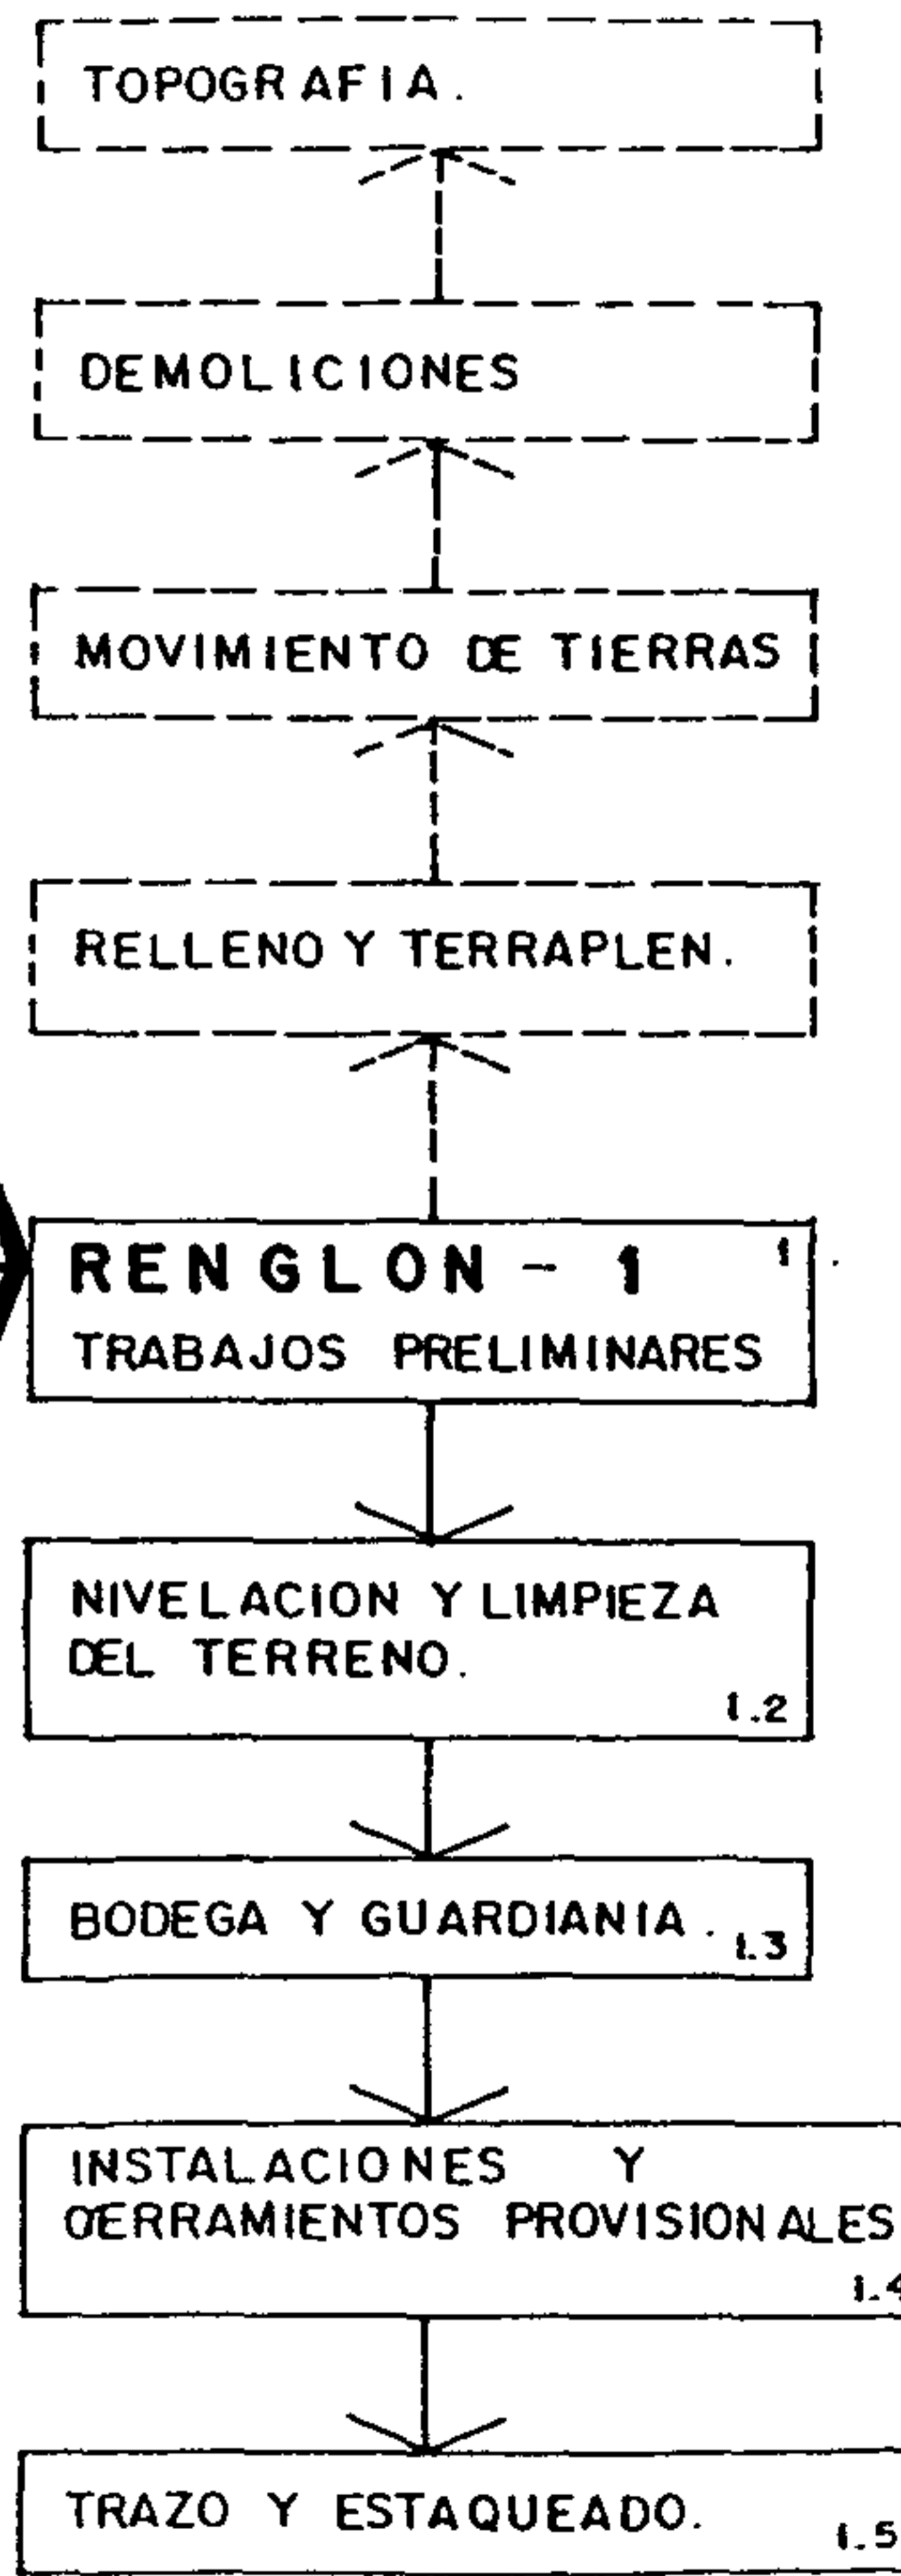 TOPOGRAFIA.
DEMOLICIONES
MOVIMIENTO DE TIERRAS
RELLENO Y TERRAPLEN.
RENGLON - 1 1
TRABAJOS PRELIMINARES
NIVELACION Y LIMPIEZA
DEL TERRENO.
1.2
BODEGA Y GUARDIANIA. 1.3
INSTALACIONES Y
CERRAMIENTOS PROVISIONALES
1.4
TRAZO Y ESTAQUEADO. 1.5